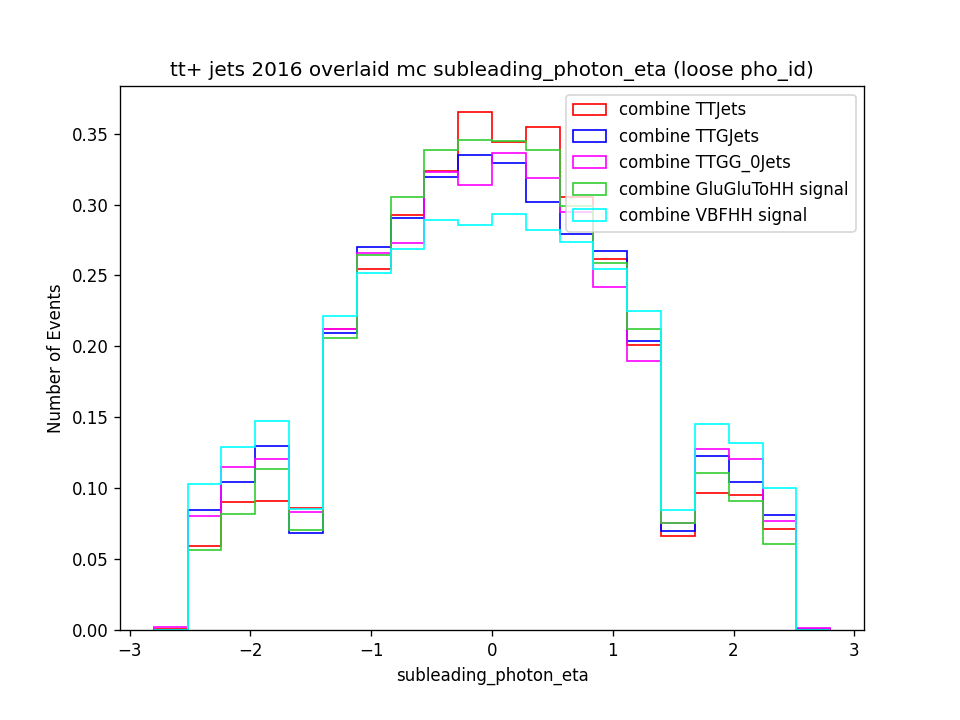 tt+ jets 2016 overlaid mc subleading_photon_eta (loose pho_id)
combine TTJets
combine TTGJets
combine TTGG_0Jets
combine GluGluToHH signal
combine VBFHH signal
Number of Events
0.35
0.30
0.25
0.20
0.15
0.10
0.05
0.00
−3 −2 −1 0 1 2 3
subleading_photon_eta